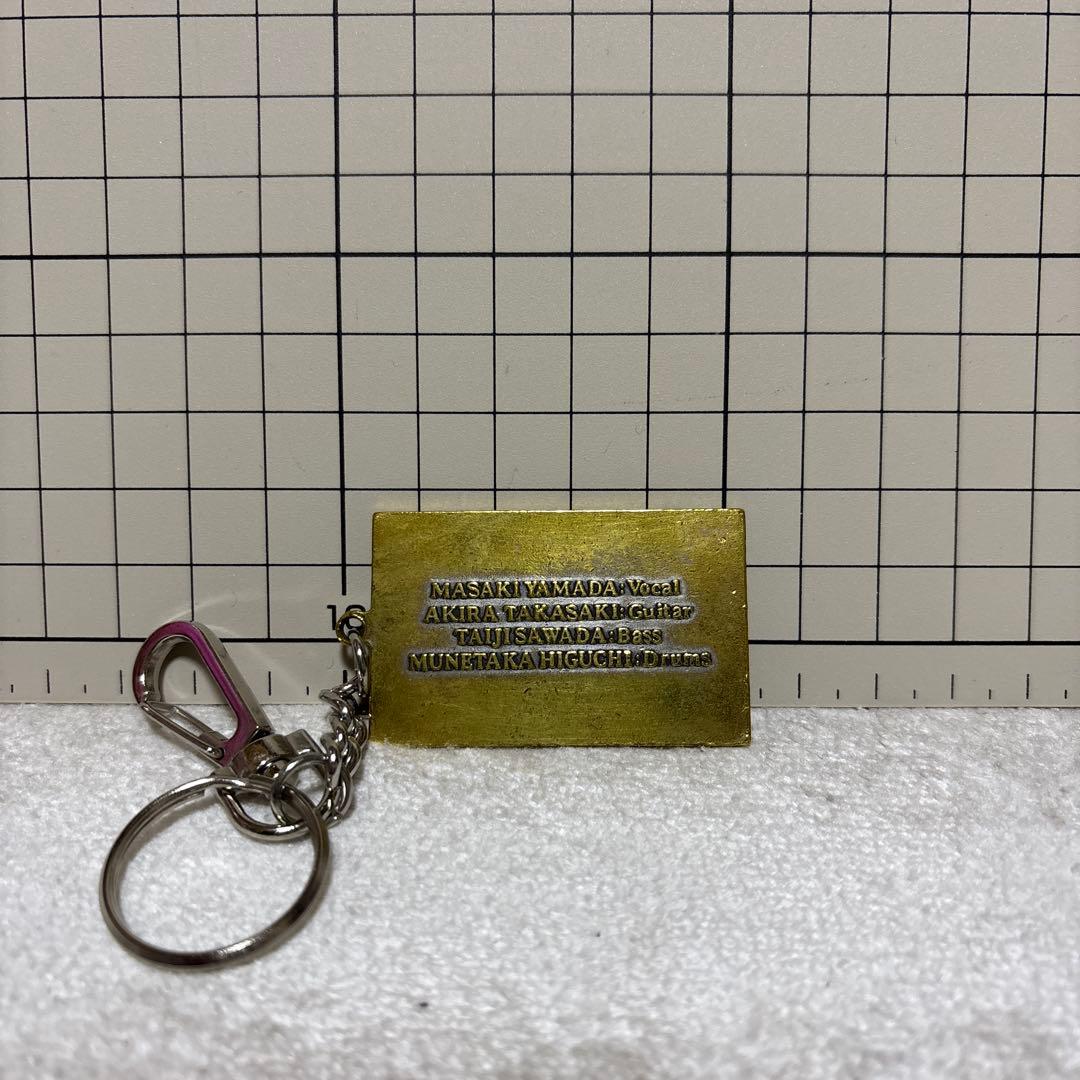 MASAKI YAMADA:Vocal
AKIRA TAKASAKI:Guitar
TAIJI SAWADA:Bass
MUNETAKA HIGUCHI:Drums